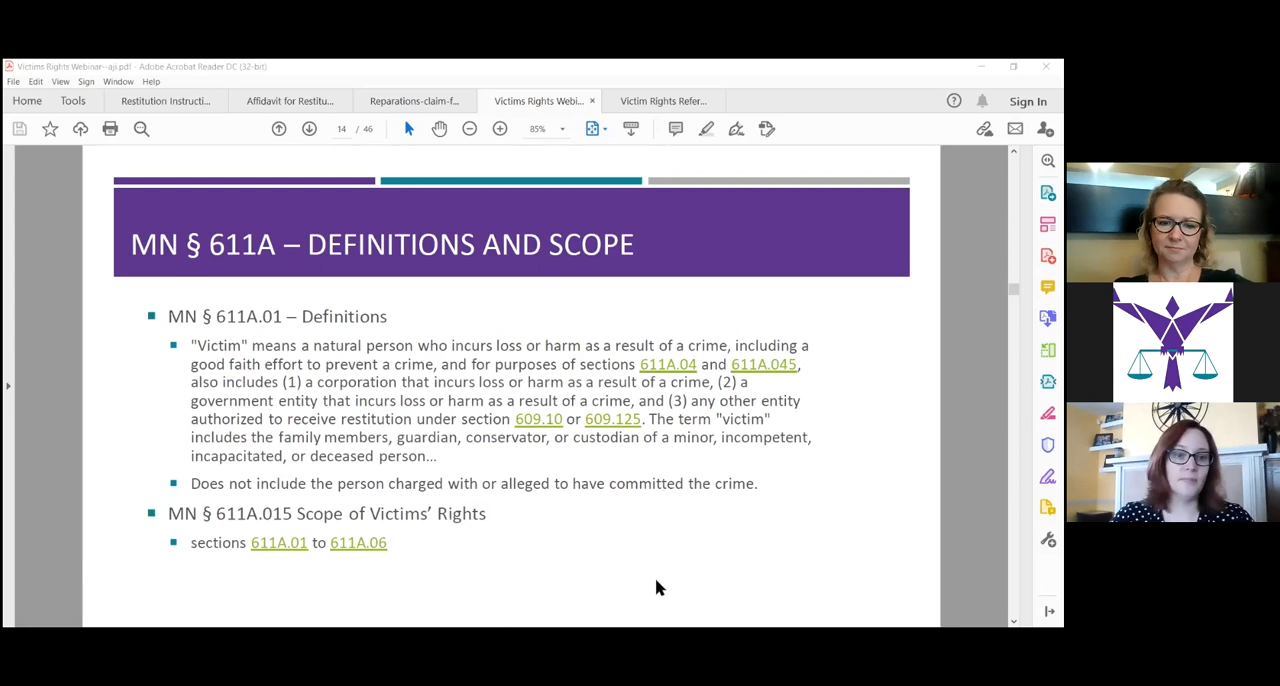 Victims Rights Webinar--aji.pdf - Adobe Acrobat Reader DC (32-bit)
File Edit View Sign Window Help
Home Tools Restitution Instructi... Affidavit for Restitu... Reparations-claim-f... Victims Rights Webi... × Victim Rights Refer... Sign In
14 / 46 85%
MN § 611A – DEFINITIONS AND SCOPE
MN § 611A.01 – Definitions
"Victim" means a natural person who incurs loss or harm as a result of a crime, including a
good faith effort to prevent a crime, and for purposes of sections 611A.04 and 611A.045,
also includes (1) a corporation that incurs loss or harm as a result of a crime, (2) a
government entity that incurs loss or harm as a result of a crime, and (3) any other entity
authorized to receive restitution under section 609.10 or 609.125. The term "victim"
includes the family members, guardian, conservator, or custodian of a minor, incompetent,
incapacitated, or deceased person...
Does not include the person charged with or alleged to have committed the crime.
MN § 611A.015 Scope of Victims’ Rights
sections 611A.01 to 611A.06